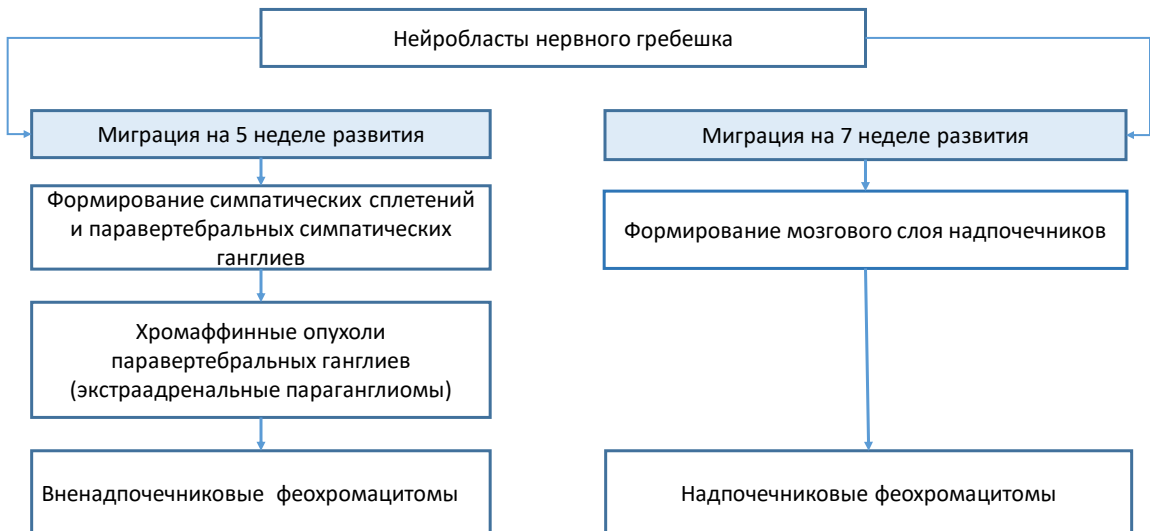 Нейробласты нервного гребешка
Миграция на 5 неделе развития
Миграция на 7 неделе развития
Формирование симпатических сплетений
и паравертебральных симпатических
ганглиев
Формирование мозгового слоя надпочечников
Хромаффинные опухоли
паравертебральных ганглиев
(экстраадренальные параганглиомы)
Вненадпочечниковые феохромацитомы
Надпочечниковые феохромацитомы